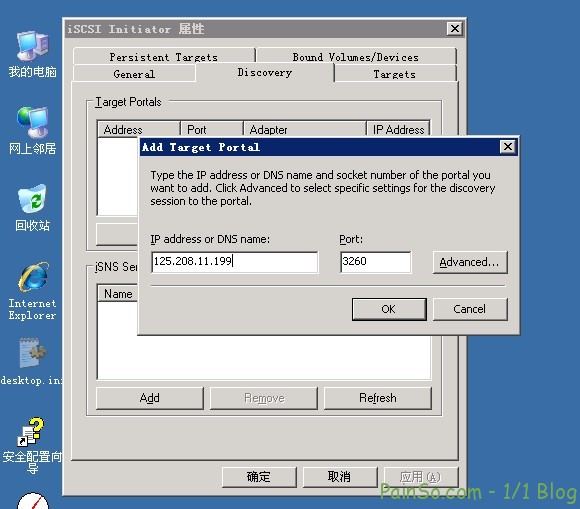 iSCSI Initiator 属性
Persistent Targets
Bound Volumes/Devices
General
Discovery
Targets
Target Portals
Address
Port
Adapter
IP Address
Add Target Portal
Type the IP address or DNS name and socket number of the portal you
want to add. Click Advanced to select specific settings for the discovery
session to the portal.
IP address or DNS name:
Port:
125.208.11.199
3260
Advanced...
OK
Cancel
iSNS Ser
Name
Add
Remove
Refresh
确定
取消
应用(A)
我的电脑
网上邻居
回收站
Internet
Explorer
desktop.in
安全配置向
导
PainSo.com - 1/1 Blog